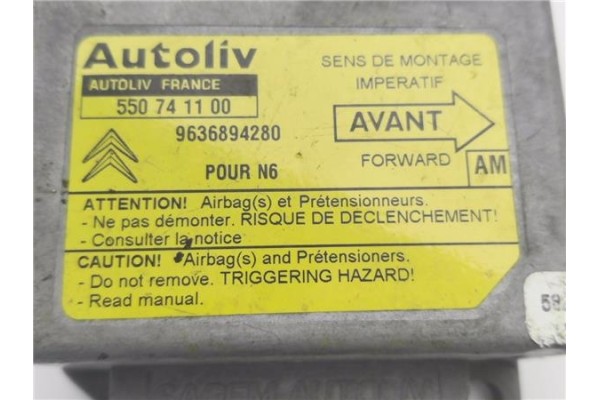 Autoliv
AUTOLIV FRANCE
550 74 11 00
9636894280
POUR N6
SENS DE MONTAGE
IMPERATIF
AVANT
FORWARD
AM
ATTENTION! Airbag(s) et Prétensionneurs.
- Ne pas démonter. RISQUE DE DECLENCHEMENT!
- Consulter la notice
CAUTION! Airbag(s) and Prétensioners.
- Do not remove. TRIGGERING HAZARD!
- Read manual.